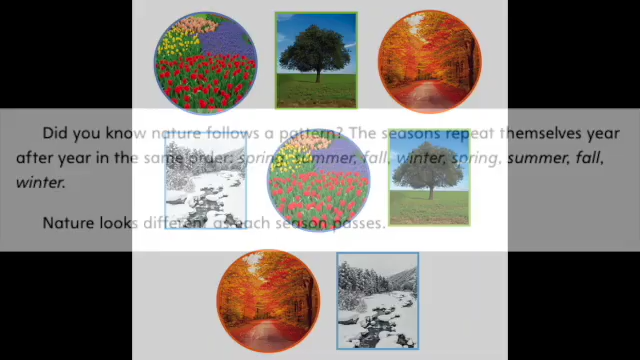 Did you know nature follows a pattern? The seasons repeat themselves year
after year in the same order: spring, summer, fall, winter, spring, summer, fall,
winter.
Nature looks different as each season passes.